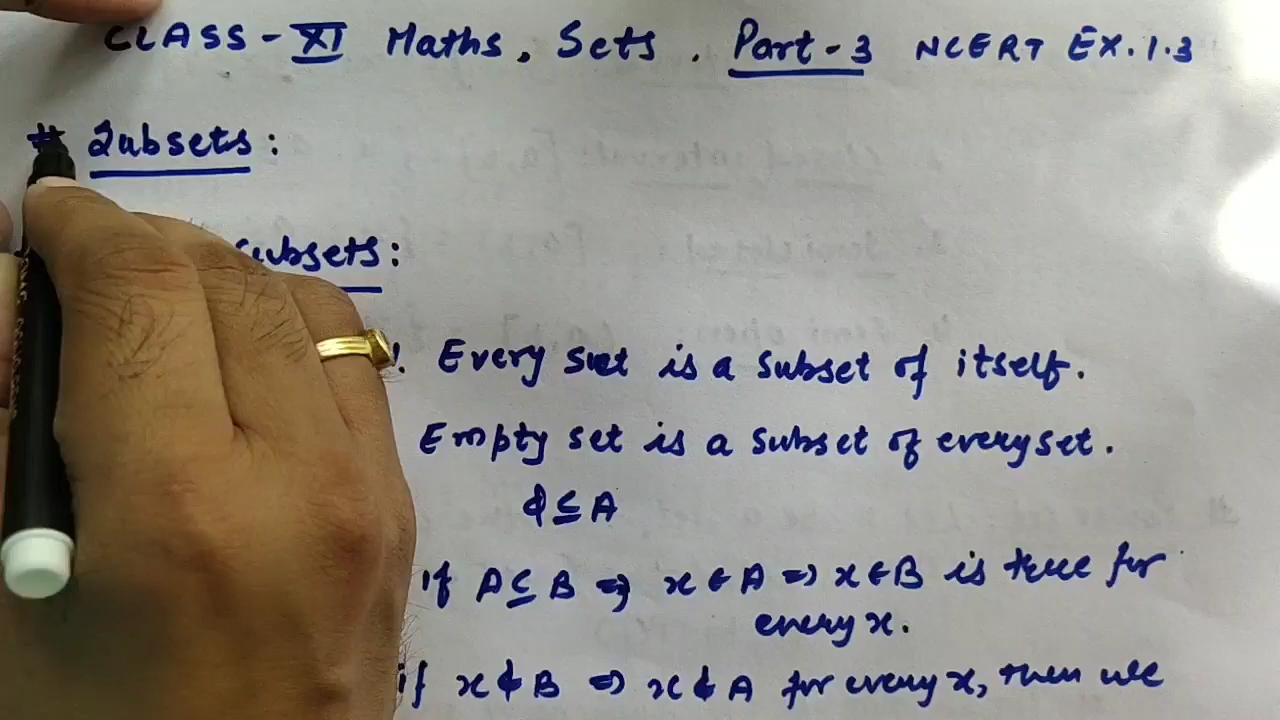 CLASS - XI Maths, Sets. Part-3 NCERT EX. 1.3
# Subsets:
subsets:
! Every set is a subset of itself.
Empty set is a subset of every set.
ϕ ⊆ A
if A ⊆ B ⇒ x ∈ A ⇒ x ∈ B is true for
every x.
if x ∉ B ⇒ x ∉ A for every x, then we